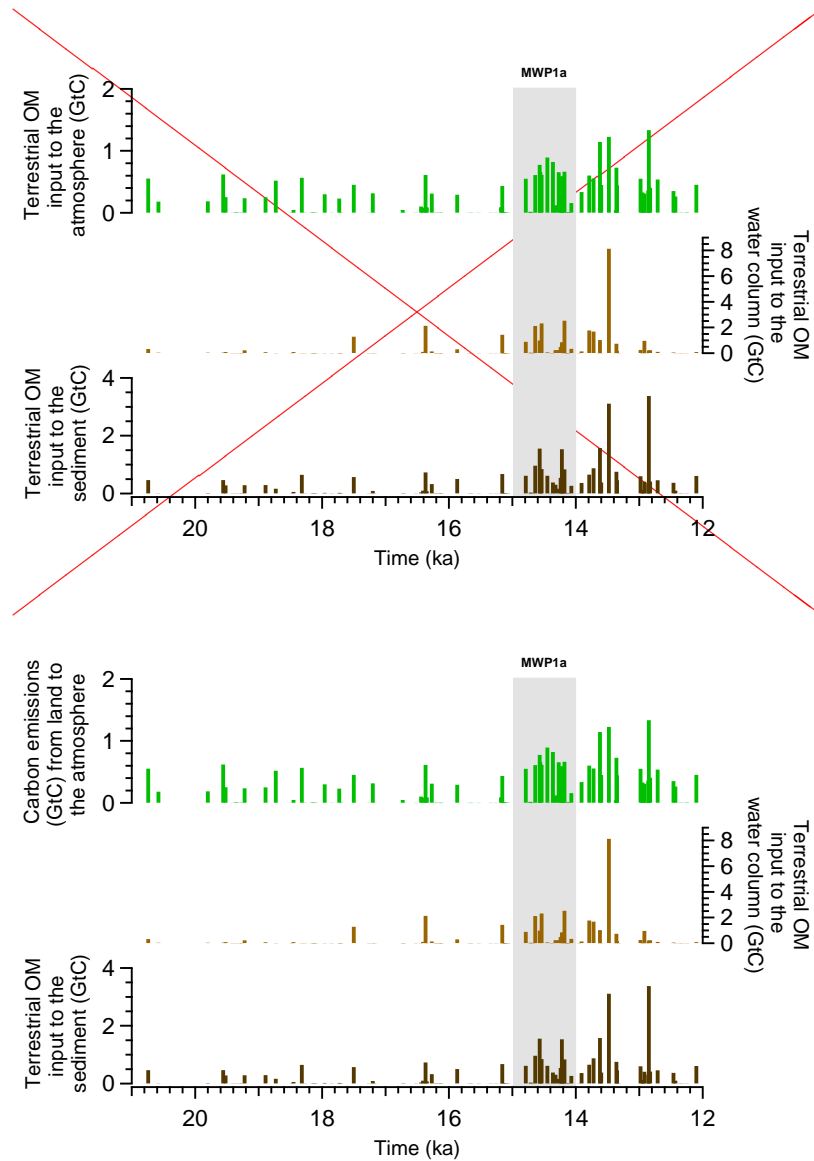 MWP1a
Terrestrial OM
input to the
atmosphere (GtC)
2
1
0
Terrestrial OM
input to the
water column (GtC)
8
6
4
2
0
Terrestrial OM
input to the
sediment (GtC)
4
2
0
20
18
16
14
12
Time (ka)
MWP1a
Carbon emissions
(GtC) from land to
the atmosphere
2
1
0
Terrestrial OM
input to the
water column (GtC)
8
6
4
2
0
Terrestrial OM
input to the
sediment (GtC)
4
2
0
20
18
16
14
12
Time (ka)